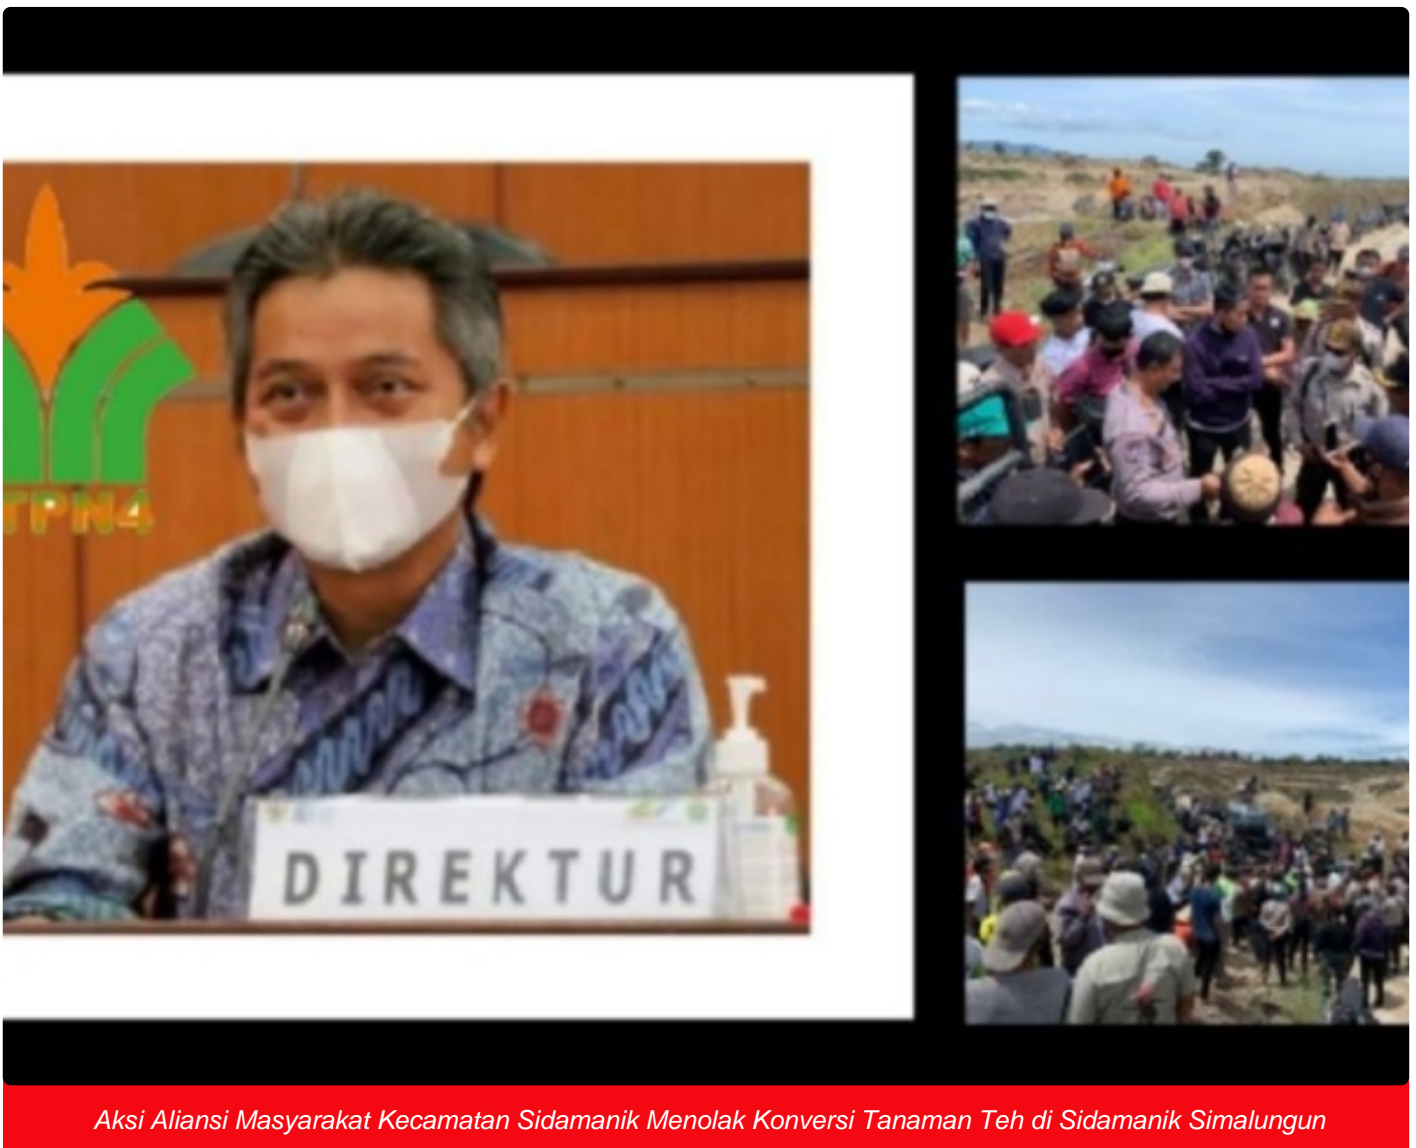 TPN4
DIREKTUR
Aksi Aliansi Masyarakat Kecamatan Sidamanik Menolak Konversi Tanaman Teh di Sidamanik Simalungun